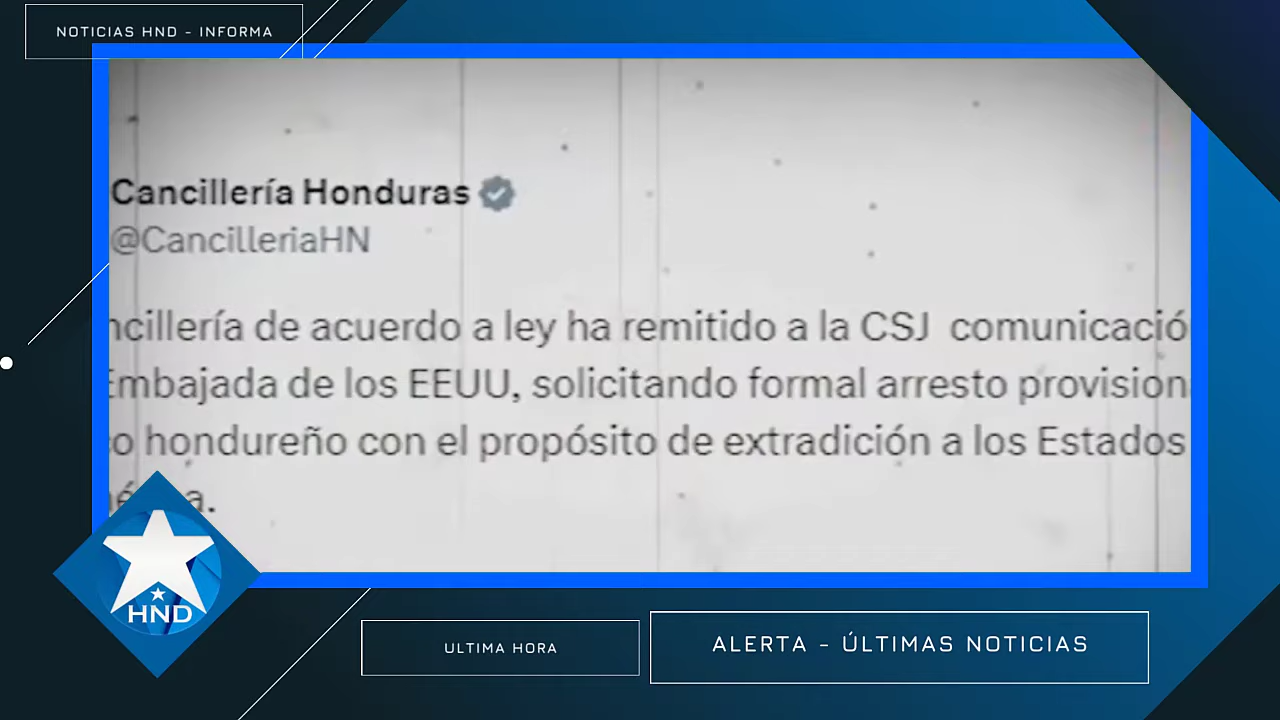 NOTICIAS HND - INFORMA
Cancillería Honduras
@CancilleriaHN
ncillería de acuerdo a ley ha remitido a la CSJ comunicació
Embajada de los EEUU, solicitando formal arresto provision
co hondureño con el propósito de extradición a los Estados
a.
HND
ULTIMA HORA
ALERTA - ÚLTIMAS NOTICIAS